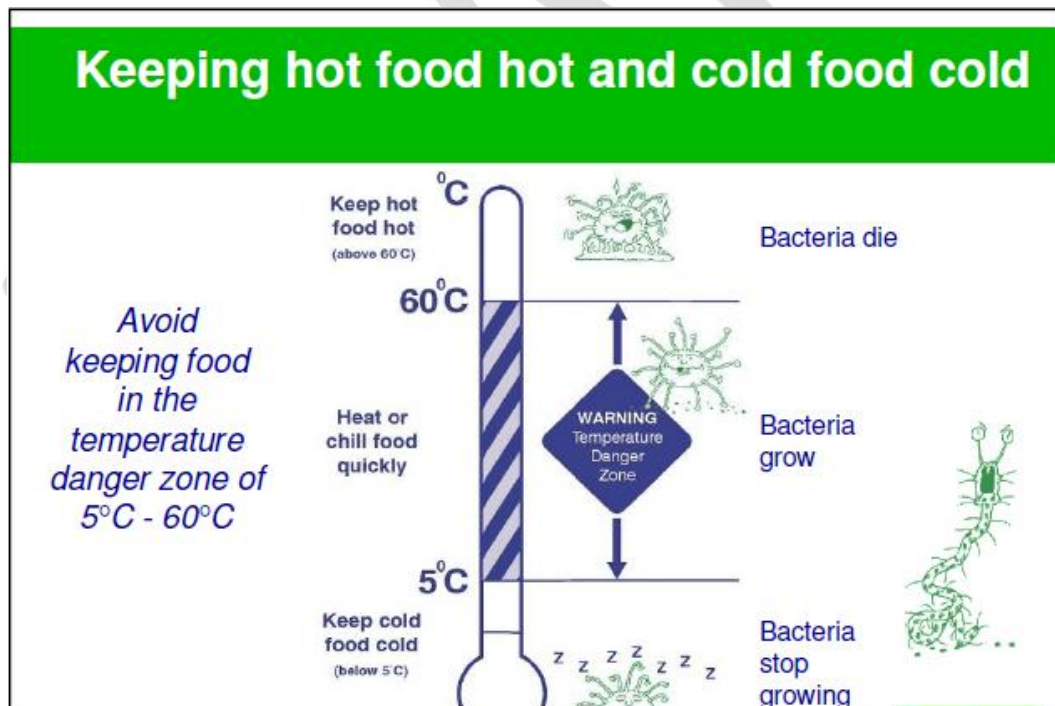 Keeping hot food hot and cold food cold
°C
Keep hot
food hot
(above 60°C)
Bacteria die
60°C
Avoid
keeping food
in the
temperature
danger zone of
5°C - 60°C
Heat or
chill food
quickly
WARNING
Temperature
Danger
Zone
Bacteria
grow
5°C
Keep cold
food cold
(below 5°C)
z z z z z z z
Bacteria
stop
growing